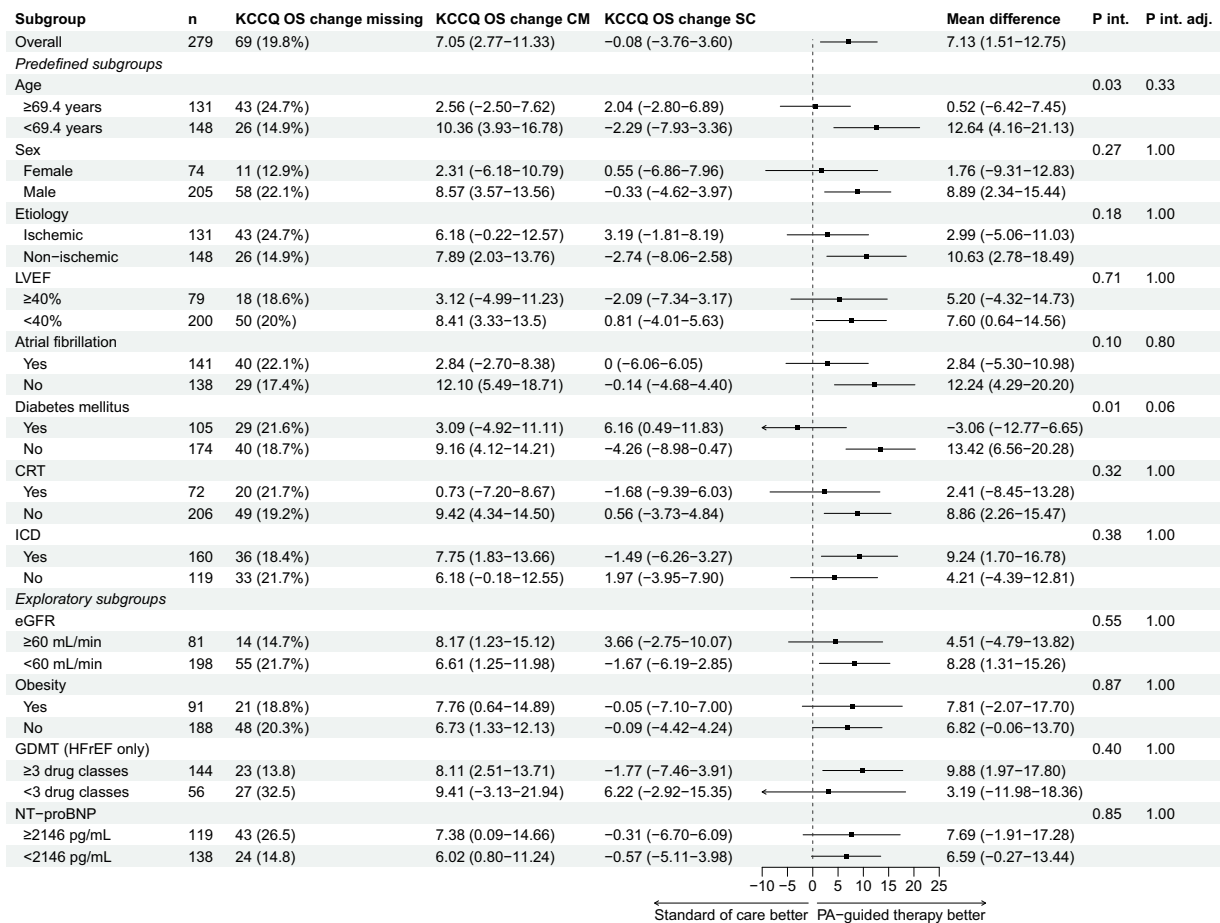 Subgroup n KCCQ OS change missing KCCQ OS change CM KCCQ OS change SC Mean difference P int. P int. adj.
Overall 279 69 (19.8%) 7.05 (2.77−11.33) −0.08 (−3.76−3.60) 7.13 (1.51−12.75)
Predefined subgroups
Age 0.03 0.33
≥69.4 years 131 43 (24.7%) 2.56 (−2.50−7.62) 2.04 (−2.80−6.89) 0.52 (−6.42−7.45)
<69.4 years 148 26 (14.9%) 10.36 (3.93−16.78) −2.29 (−7.93−3.36) 12.64 (4.16−21.13)
Sex 0.27 1.00
Female 74 11 (12.9%) 2.31 (−6.18−10.79) 0.55 (−6.86−7.96) 1.76 (−9.31−12.83)
Male 205 58 (22.1%) 8.57 (3.57−13.56) −0.33 (−4.62−3.97) 8.89 (2.34−15.44)
Etiology 0.18 1.00
Ischemic 131 43 (24.7%) 6.18 (−0.22−12.57) 3.19 (−1.81−8.19) 2.99 (−5.06−11.03)
Non−ischemic 148 26 (14.9%) 7.89 (2.03−13.76) −2.74 (−8.06−2.58) 10.63 (2.78−18.49)
LVEF 0.71 1.00
≥40% 79 18 (18.6%) 3.12 (−4.99−11.23) −2.09 (−7.34−3.17) 5.20 (−4.32−14.73)
<40% 200 50 (20%) 8.41 (3.33−13.5) 0.81 (−4.01−5.63) 7.60 (0.64−14.56)
Atrial fibrillation 0.10 0.80
Yes 141 40 (22.1%) 2.84 (−2.70−8.38) 0 (−6.06−6.05) 2.84 (−5.30−10.98)
No 138 29 (17.4%) 12.10 (5.49−18.71) −0.14 (−4.68−4.40) 12.24 (4.29−20.20)
Diabetes mellitus 0.01 0.06
Yes 105 29 (21.6%) 3.09 (−4.92−11.11) 6.16 (0.49−11.83) −3.06 (−12.77−6.65)
No 174 40 (18.7%) 9.16 (4.12−14.21) −4.26 (−8.98−0.47) 13.42 (6.56−20.28)
CRT 0.32 1.00
Yes 72 20 (21.7%) 0.73 (−7.20−8.67) −1.68 (−9.39−6.03) 2.41 (−8.45−13.28)
No 206 49 (19.2%) 9.42 (4.34−14.50) 0.56 (−3.73−4.84) 8.86 (2.26−15.47)
ICD 0.38 1.00
Yes 160 36 (18.4%) 7.75 (1.83−13.66) −1.49 (−6.26−3.27) 9.24 (1.70−16.78)
No 119 33 (21.7%) 6.18 (−0.18−12.55) 1.97 (−3.95−7.90) 4.21 (−4.39−12.81)
Exploratory subgroups
eGFR 0.55 1.00
≥60 mL/min 81 14 (14.7%) 8.17 (1.23−15.12) 3.66 (−2.75−10.07) 4.51 (−4.79−13.82)
<60 mL/min 198 55 (21.7%) 6.61 (1.25−11.98) −1.67 (−6.19−2.85) 8.28 (1.31−15.26)
Obesity 0.87 1.00
Yes 91 21 (18.8%) 7.76 (0.64−14.89) −0.05 (−7.10−7.00) 7.81 (−2.07−17.70)
No 188 48 (20.3%) 6.73 (1.33−12.13) −0.09 (−4.42−4.24) 6.82 (−0.06−13.70)
GDMT (HFrEF only) 0.40 1.00
≥3 drug classes 144 23 (13.8) 8.11 (2.51−13.71) −1.77 (−7.46−3.91) 9.88 (1.97−17.80)
<3 drug classes 56 27 (32.5) 9.41 (−3.13−21.94) 6.22 (−2.92−15.35) 3.19 (−11.98−18.36)
NT−proBNP 0.85 1.00
≥2146 pg/mL 119 43 (26.5) 7.38 (0.09−14.66) −0.31 (−6.70−6.09) 7.69 (−1.91−17.28)
<2146 pg/mL 138 24 (14.8) 6.02 (0.80−11.24) −0.57 (−5.11−3.98) 6.59 (−0.27−13.44)
−10 −5 0 5 10 15 20 25
Standard of care better PA−guided therapy better